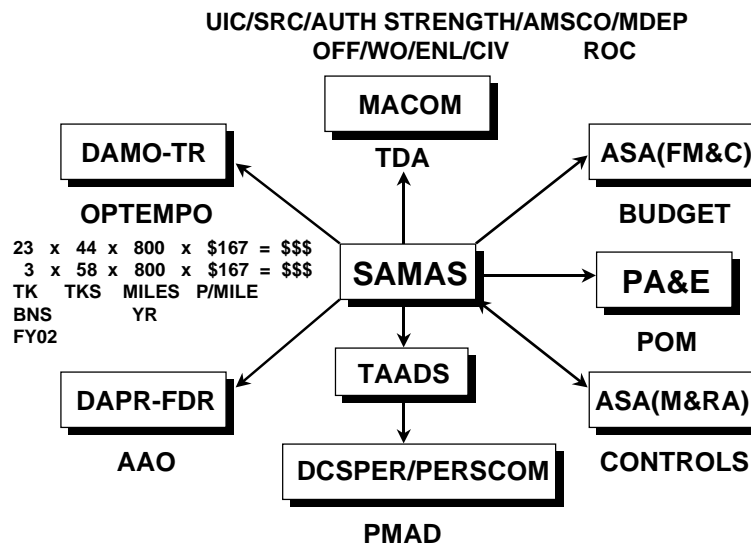 UIC/SRC/AUTH STRENGTH/AMSCO/MDEP
OFF/WO/ENL/CIV ROC
MACOM
TDA
DAMO-TR
OPTEMPO
ASA(FM&C)
BUDGET
23 x 44 x 800 x $167 = $$$
3 x 58 x 800 x $167 = $$$
TK TKS MILES P/MILE
BNS YR
FY02
SAMAS
PA&E
POM
TAADS
DAPR-FDR
AAO
ASA(M&RA)
CONTROLS
DCSPER/PERSCOM
PMAD